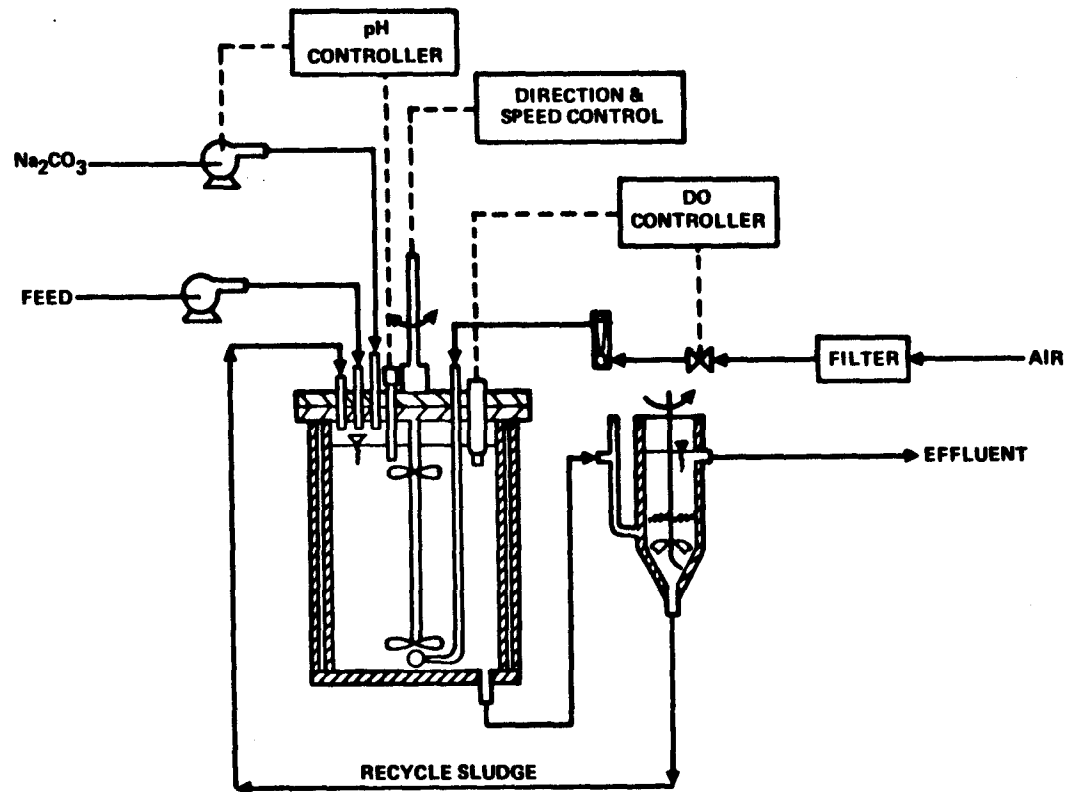 pH
CONTROLLER
DIRECTION &
SPEED CONTROL
Na₂CO₃
DO
CONTROLLER
FEED
FILTER
AIR
EFFLUENT
RECYCLE SLUDGE